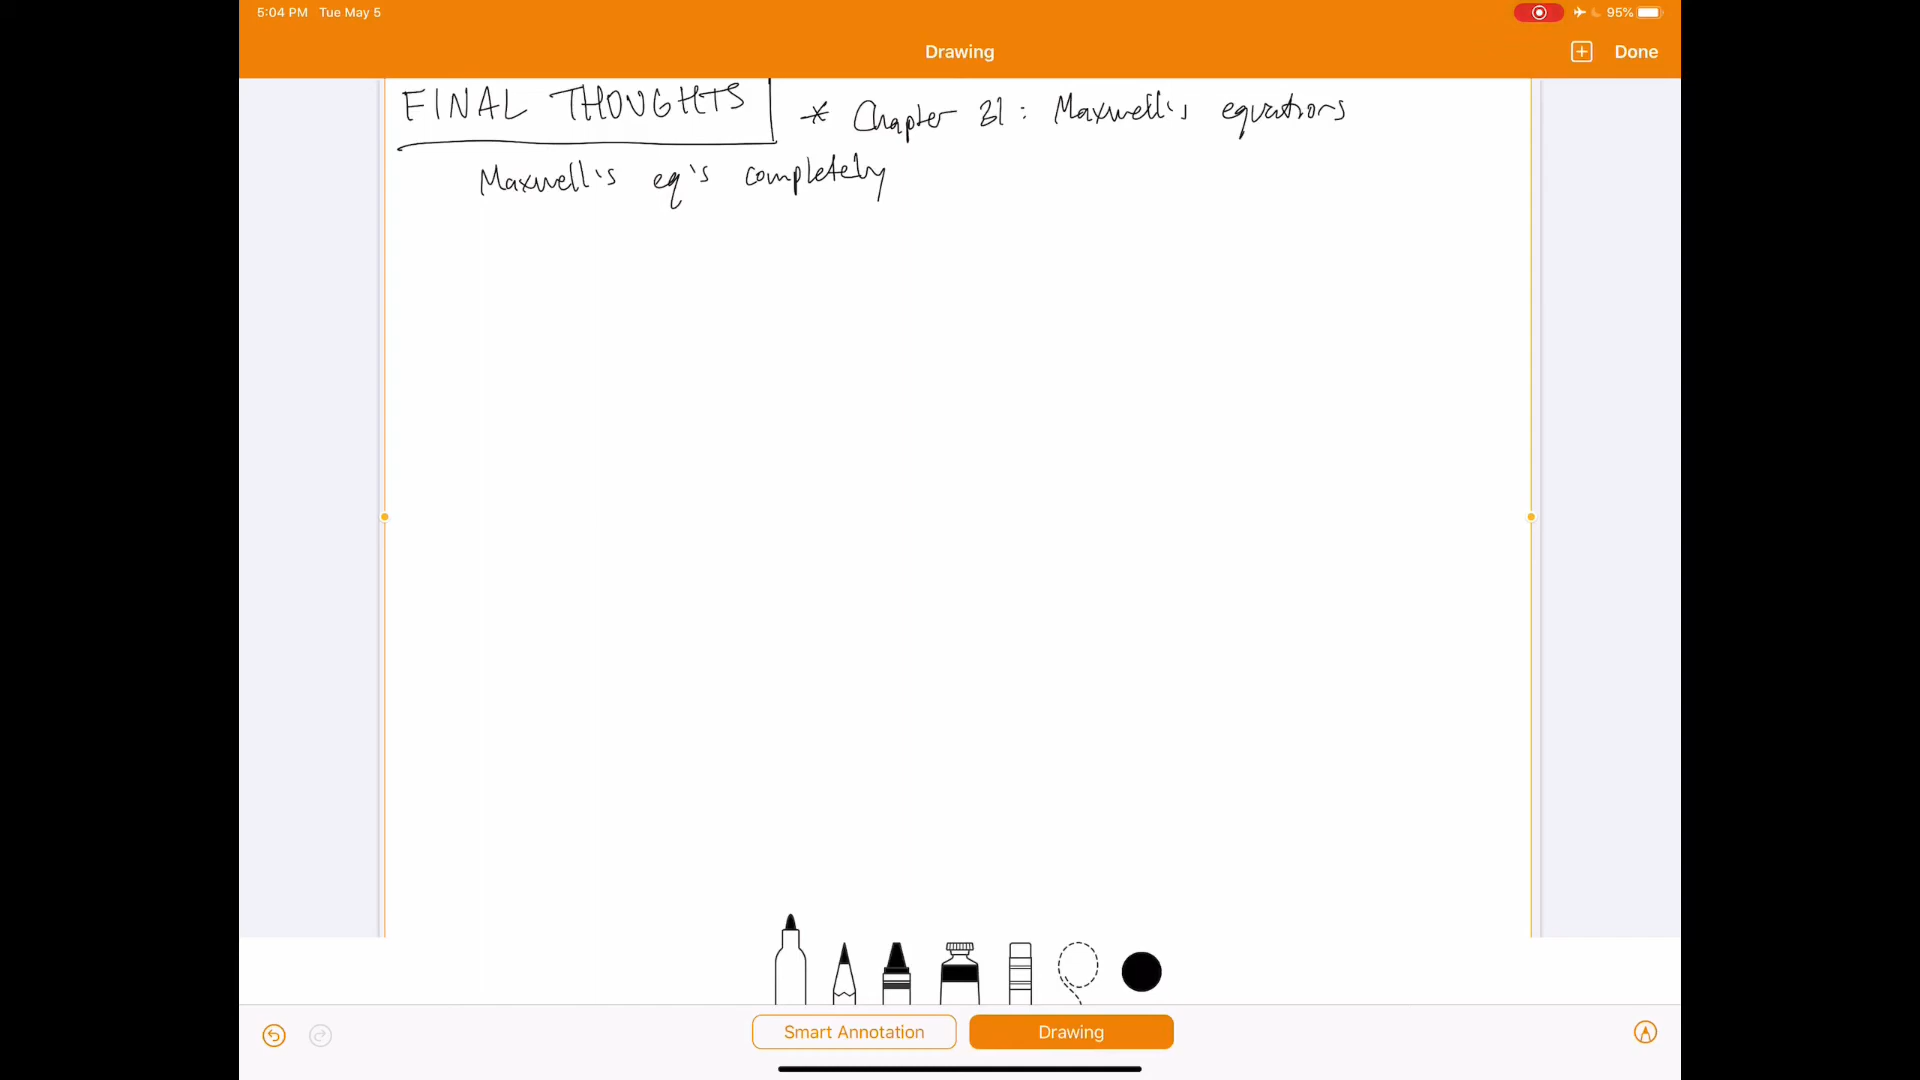 5:04 PM Tue May 5
95%
Drawing
Done
FINAL THOUGHTS
* Chapter 31: Maxwell's equations
Maxwell's eq's completely
Smart Annotation
Drawing